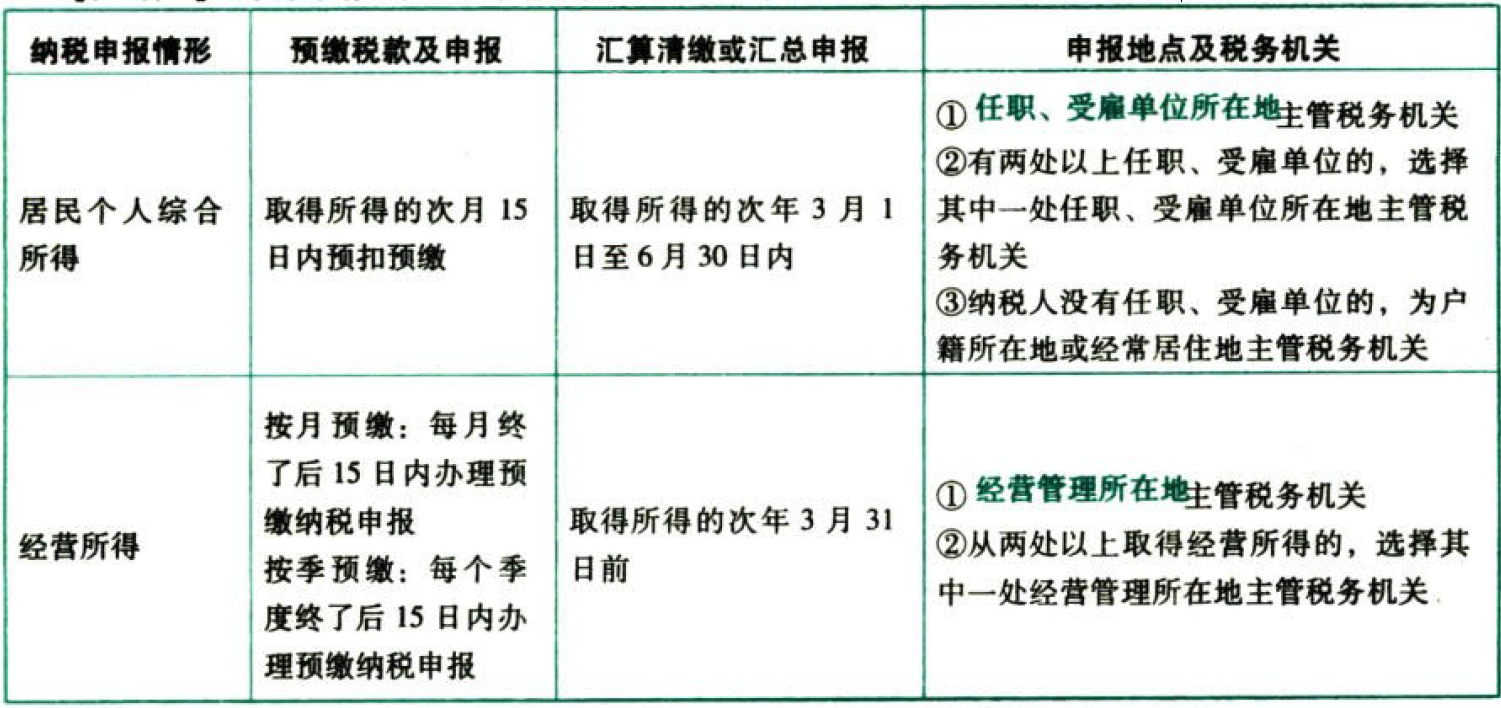 纳税申报情形
预缴税款及申报
汇算清缴或汇总申报
申报地点及税务机关
居民个人综合
所得
取得所得的次月 15
日内预扣预缴
取得所得的次年 3 月 1
日至 6 月 30 日内
① 任职、受雇单位所在地主管税务机关
②有两处以上任职、受雇单位的，选择
其中一处任职、受雇单位所在地主管税
务机关
③纳税人没有任职、受雇单位的，为户
籍所在地或经常居住地主管税务机关
经营所得
按月预缴：每月终
了后 15 日内办理预
缴纳税申报
按季预缴：每个季
度终了后 15 日内办
理预缴纳税申报
取得所得的次年 3 月 31
日前
① 经营管理所在地主管税务机关
②从两处以上取得经营所得的，选择其
中一处经营管理所在地主管税务机关